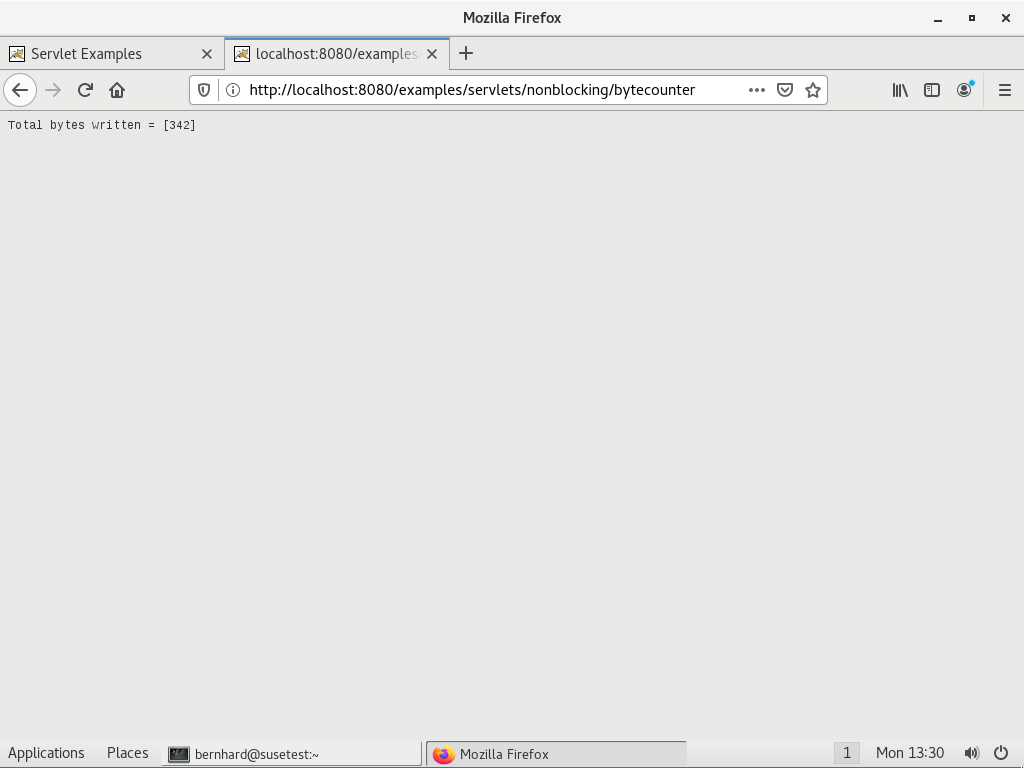 Mozilla Firefox
Servlet Examples
localhost:8080/examples
http://localhost:8080/examples/servlets/nonblocking/bytecounter
Total bytes written = [342]
Applications Places bernhard@susetest:~ Mozilla Firefox 1 Mon 13:30